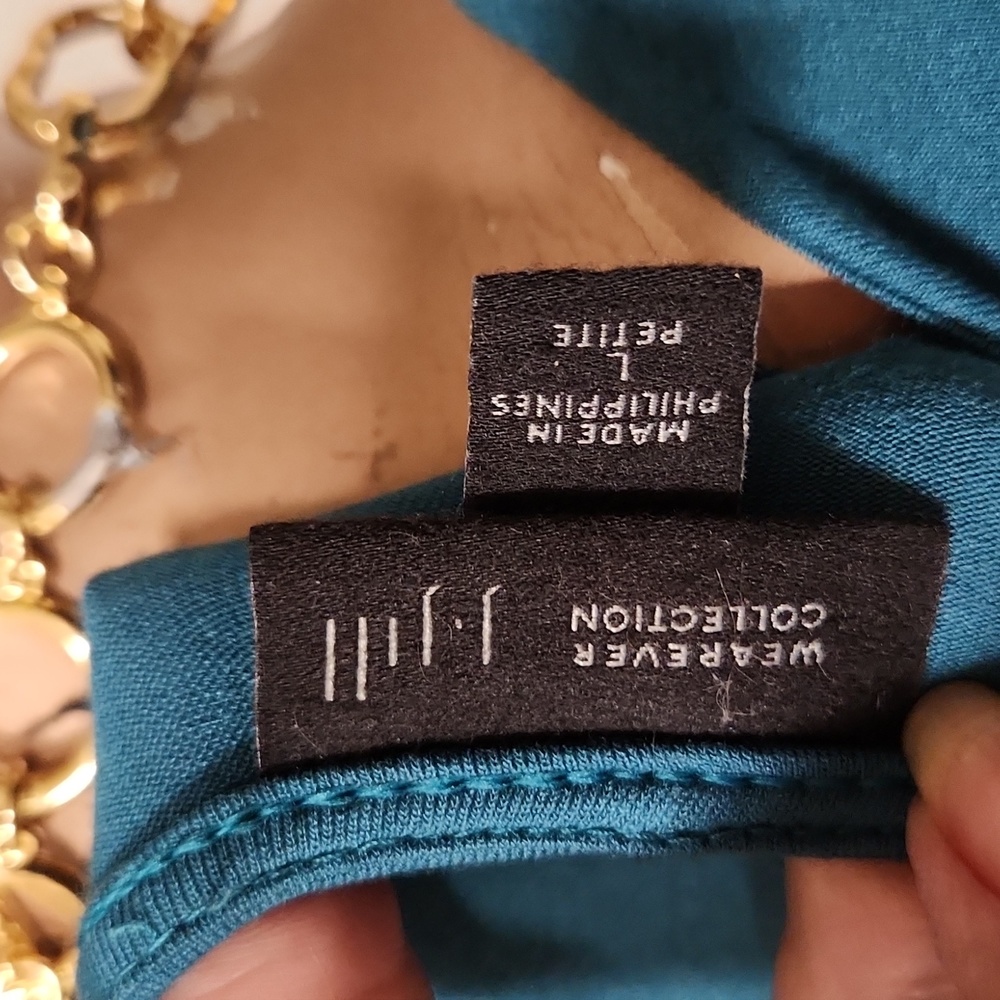 WEAREVER
COLLECTION
j.jill
MADE IN
PHILIPPINES
L
PETITE